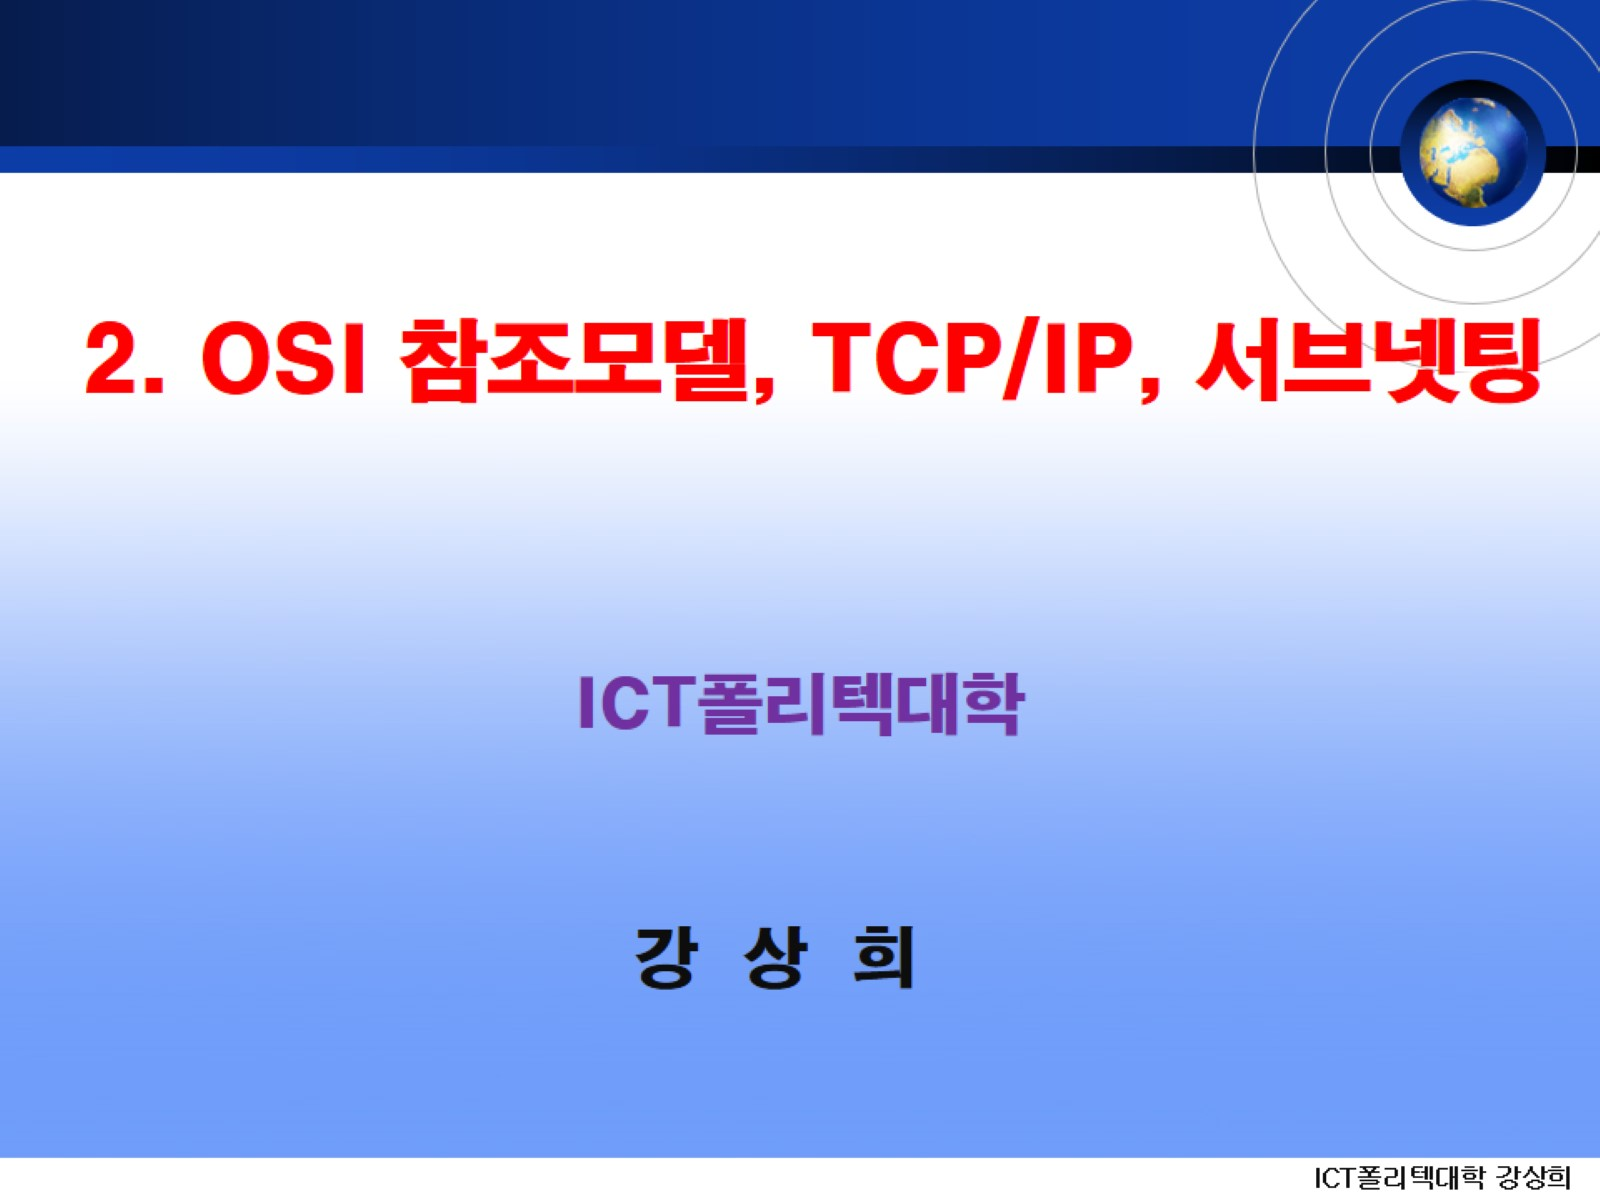 2. OSI 참조모델, TCP/IP, 서브넷팅
ICT폴리텍대학
강 상 희
ICT폴리텍대학 강상희